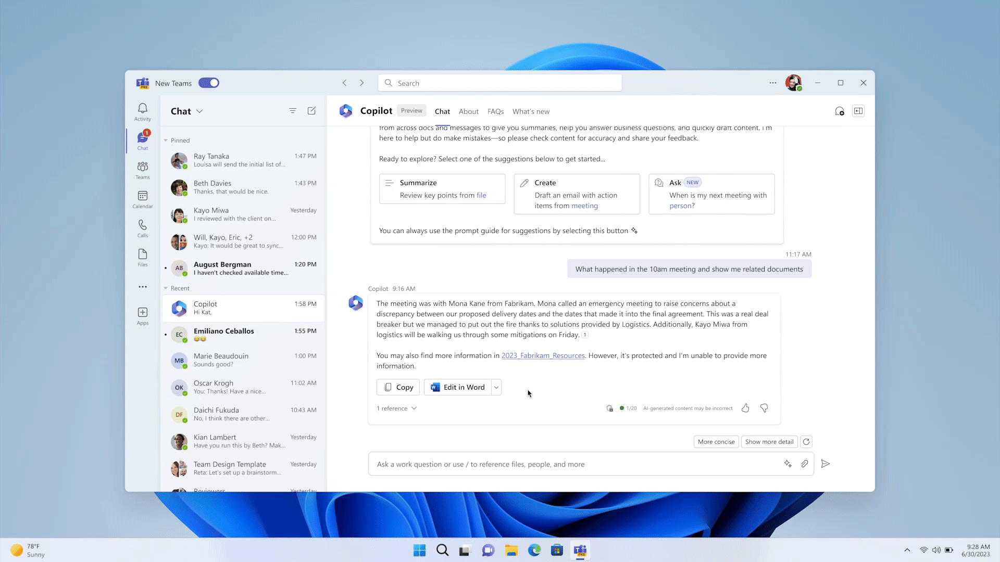 New Teams
Search
PRE
Activity
1
Chat
Teams
Calendar
Calls
Files
Apps
Chat
Pinned
Ray Tanaka 1:47 PM
Louisa will send the initial list of...
Beth Davies 1:43 PM
Thanks, that would be nice.
Kayo Miwa Yesterday
I reviewed with the client on...
Will, Kayo, Eric, +2 12:00 PM
Kayo: It would be great to sync...
AB
August Bergman 1:20 PM
I haven't checked available time...
Recent
Copilot 1:58 PM
Hi Kat,
EC
Emiliano Ceballos 1:55 PM
😂😂
MB
Marie Beaudouin 1:00 PM
Sounds good?
OK
Oscar Krogh 11:02 AM
You: Thanks! Have a nice...
DF
Daichi Fukuda 10:43 AM
No, I think there are other...
Kian Lambert Yesterday
Have you run this by Beth? Mak...
Team Design Template Yesterday
Reta: Let's set up a brainstorm...
Reviewers Yesterday
Copilot Preview Chat About FAQs What's new
from across docs and messages to give you summaries, help you answer business questions, and quickly draft content. I'm
here to help but do make mistakes—so please check content for accuracy and share your feedback.
Ready to explore? Select one of the suggestions below to get started...
Summarize
Review key points from file
Create
Draft an email with action
items from meeting
Ask NEW
When is my next meeting with
person?
You can always use the prompt guide for suggestions by selecting this button
11:17 AM
What happened in the 10am meeting and show me related documents
Copilot 9:16 AM
The meeting was with Mona Kane from Fabrikam. Mona called an emergency meeting to raise concerns about a
discrepancy between our proposed delivery dates and the dates that made it into the final agreement. This was a real deal
breaker but we managed to put out the fire thanks to solutions provided by Logistics. Additionally, Kayo Miwa from
logistics will be walking us through some mitigations on Friday. 1
You may also find more information in 2023_Fabrikam_Resources. However, it's protected and I'm unable to provide more
information.
Copy Edit in Word
1 reference 1/20 AI-generated content may be incorrect
More concise Show more detail
Ask a work question or use / to reference files, people, and more
78°F
Sunny
PRE
9:28 AM
6/30/2023